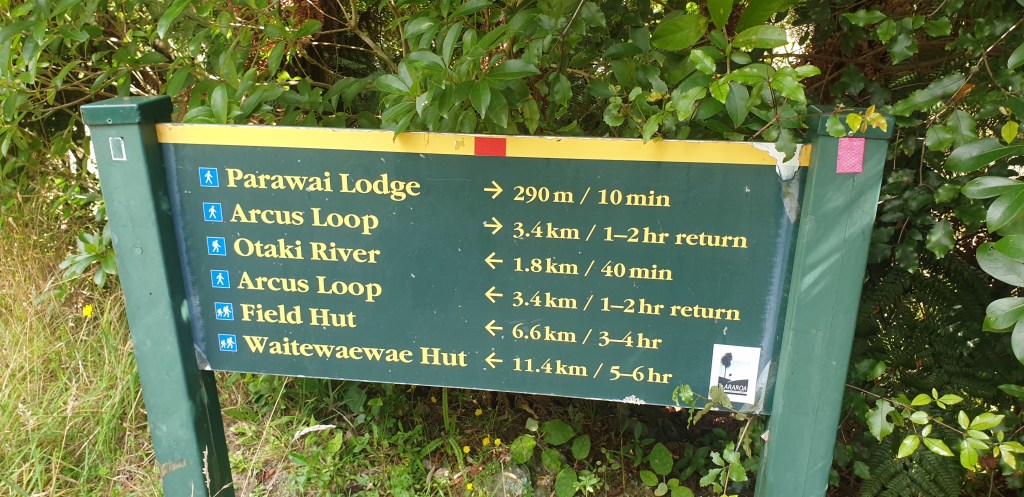 Parawai Lodge → 290 m / 10 min
Arcus Loop → 3.4 km / 1–2 hr return
Otaki River ← 1.8 km / 40 min
Arcus Loop ← 3.4 km / 1–2 hr return
Field Hut ← 6.6 km / 3–4 hr
Waitewaewae Hut ← 11.4 km / 5–6 hr
ARAROA